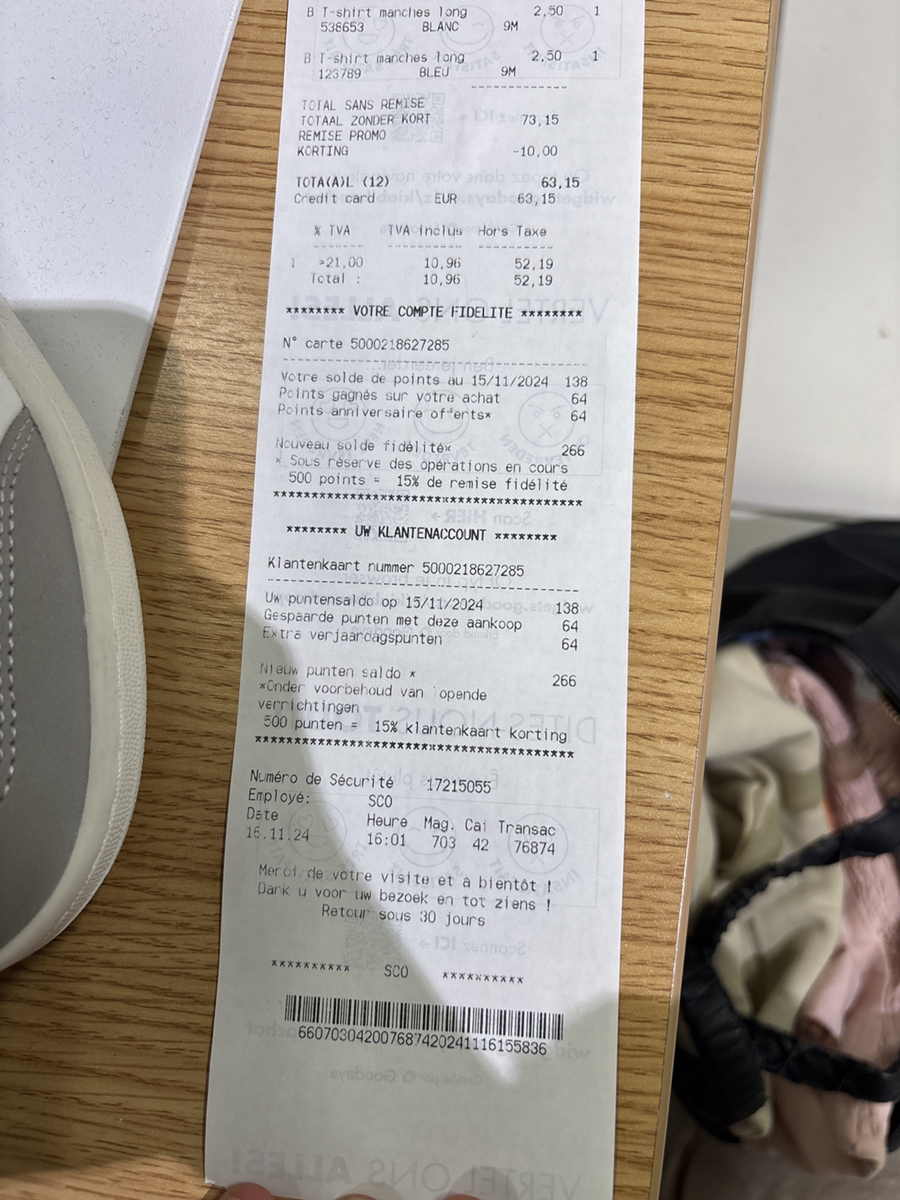 B T-shirt manches long 2,50 1
538653 BLANC 9M
B T-shirt manches long 2,50 1
123789 BLEU 9M
------------
TOTAL SANS REMISE
TOTAAL ZONDER KORT 73,15
REMISE PROMO
KORTING -10,00
TOTA(A)L (12) 63,15
Credit card EUR 63,15
% TVA TVA inclus Hors Taxe
1 >21,00 10,96 52,19
Total : 10,96 52,19
******** VOTRE COMPTE FIDELITE ********
N° carte 5000218627285
Votre solde de points au 15/11/2024 138
Points gagnés sur votre achat 64
Points anniversaire offerts* 64
Nouveau solde fidélité* 266
* Sous réserve des opérations en cours
500 points = 15% de remise fidélité
****************************************
******** UW KLANTENACCOUNT ********
Klantenkaart nummer 5000218627285
Uw puntensaldo op 15/11/2024 138
Gespaarde punten met deze aankoop 64
Extra verjaardagspunten 64
Nieuw punten saldo * 266
*Onder voorbehoud van lopende
verrichtingen
500 punten = 15% klantenkaart korting
****************************************
Numéro de Sécurité 17215055
Employé: SCO
Date Heure Mag. Cai Transac
16.11.24 16:01 703 42 76874
Merci de votre visite et à bientôt !
Dank u voor uw bezoek en tot ziens !
Retour sous 30 jours
********** SCO **********
660703042007687420241116155836